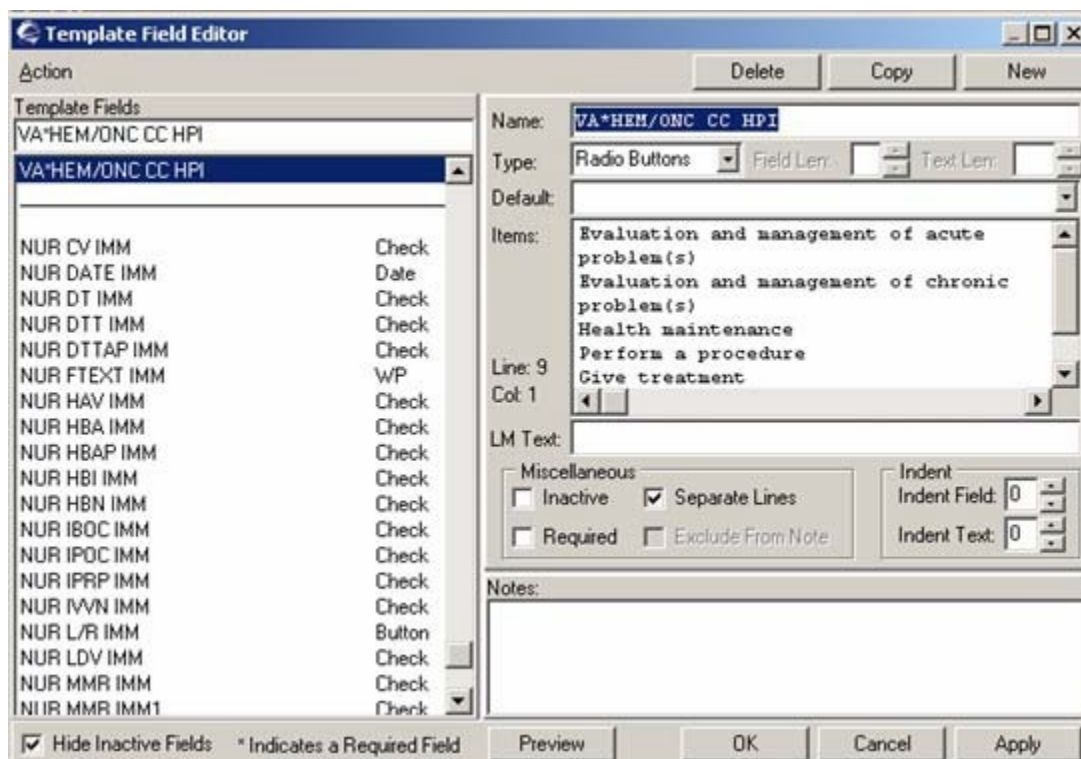 Template Field Editor
Action
Delete Copy New
Template Fields
VA*HEM/ONC CC HPI
VA*HEM/ONC CC HPI
NUR CV IMM Check
NUR DATE IMM Date
NUR DT IMM Check
NUR DTT IMM Check
NUR DTTAP IMM Check
NUR FTEXT IMM WP
NUR HAV IMM Check
NUR HBA IMM Check
NUR HBAP IMM Check
NUR HBI IMM Check
NUR HBN IMM Check
NUR IBOC IMM Check
NUR IPOC IMM Check
NUR IPRP IMM Check
NUR IVVN IMM Check
NUR L/R IMM Button
NUR LDV IMM Check
NUR MMR IMM Check
NUR MMR IMM1 Check
Hide Inactive Fields * Indicates a Required Field
Name: VA*HEM/ONC CC HPI
Type: Radio Buttons Field Len: Text Len:
Default:
Items:
Evaluation and management of acute
problem(s)
Evaluation and management of chronic
problem(s)
Health maintenance
Perform a procedure
Give treatment
Line: 9
Col: 1
LM Text:
Miscellaneous
Inactive Separate Lines
Required Exclude From Note
Indent
Indent Field: 0
Indent Text: 0
Notes:
Preview OK Cancel Apply